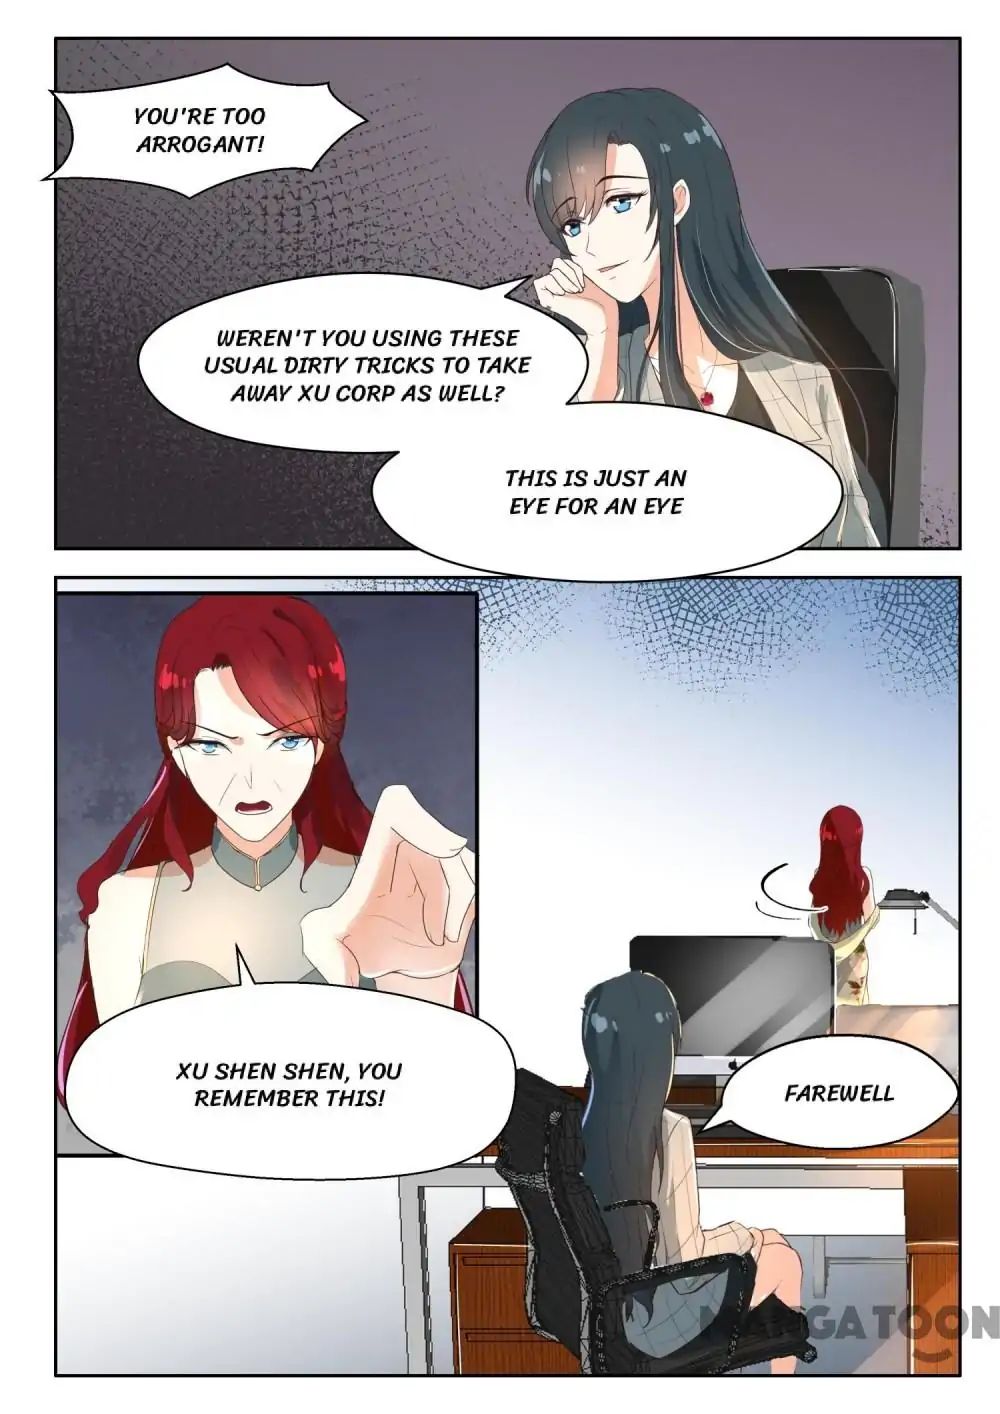 YOU'RE TOO
ARROGANT!
WEREN'T YOU USING THESE
USUAL DIRTY TRICKS TO TAKE
AWAY XU CORP AS WELL?
THIS IS JUST AN
EYE FOR AN EYE
XU SHEN SHEN, YOU
REMEMBER THIS!
FAREWELL
MANGATOON